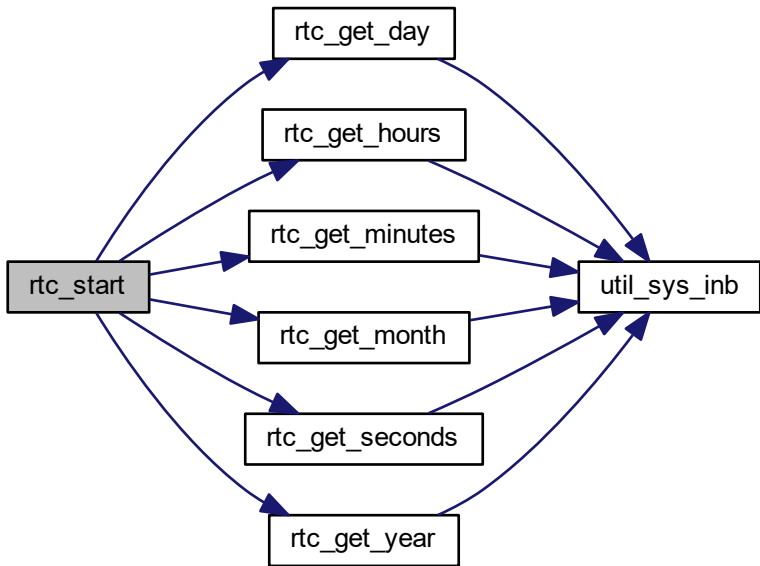 rtc_get_day
rtc_get_hours
rtc_get_minutes
rtc_start
util_sys_inb
rtc_get_month
rtc_get_seconds
rtc_get_year